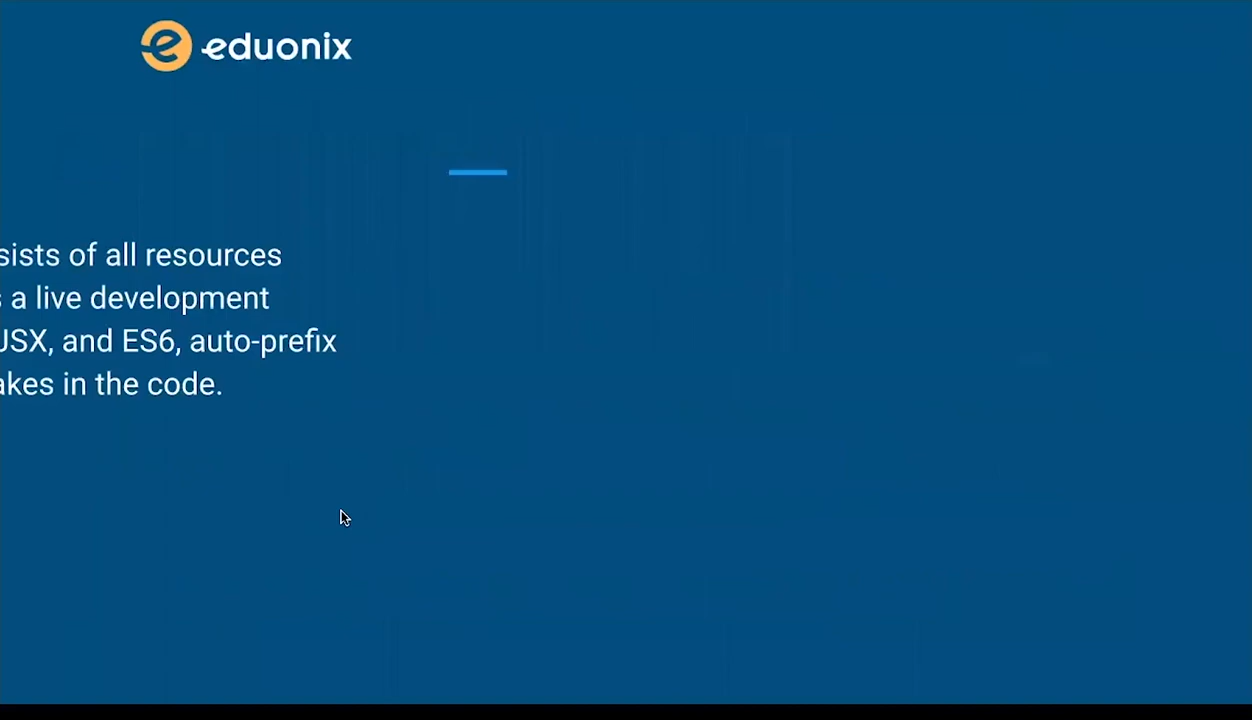 eduonix
sists of all resources
a live development
JSX, and ES6, auto-prefix
akes in the code.